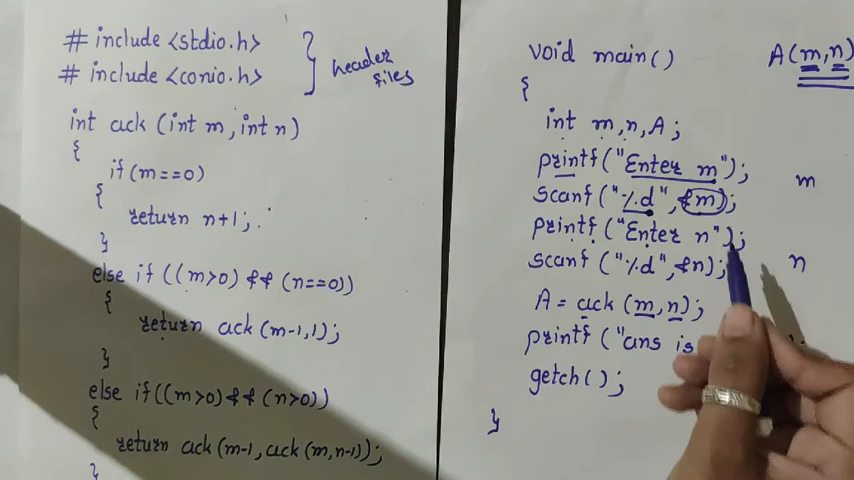 # include <stdio.h>
# include <conio.h>
header files
int ack (int m, int n)
{
if (m==0)
{
return n+1;
}
else if ((m>0) && (n==0))
{
return ack (m-1, 1);
}
else if ((m>0) && (n>0))
{
return ack (m-1, ack (m, n-1));
}
void main()
A(m,n)
{
int m,n,A;
printf ("Enter m");
m
scanf ("%d", &m);
printf ("Enter n");
scanf ("%d", &n);
n
A = ack (m,n);
printf ("ans is
getch();
}